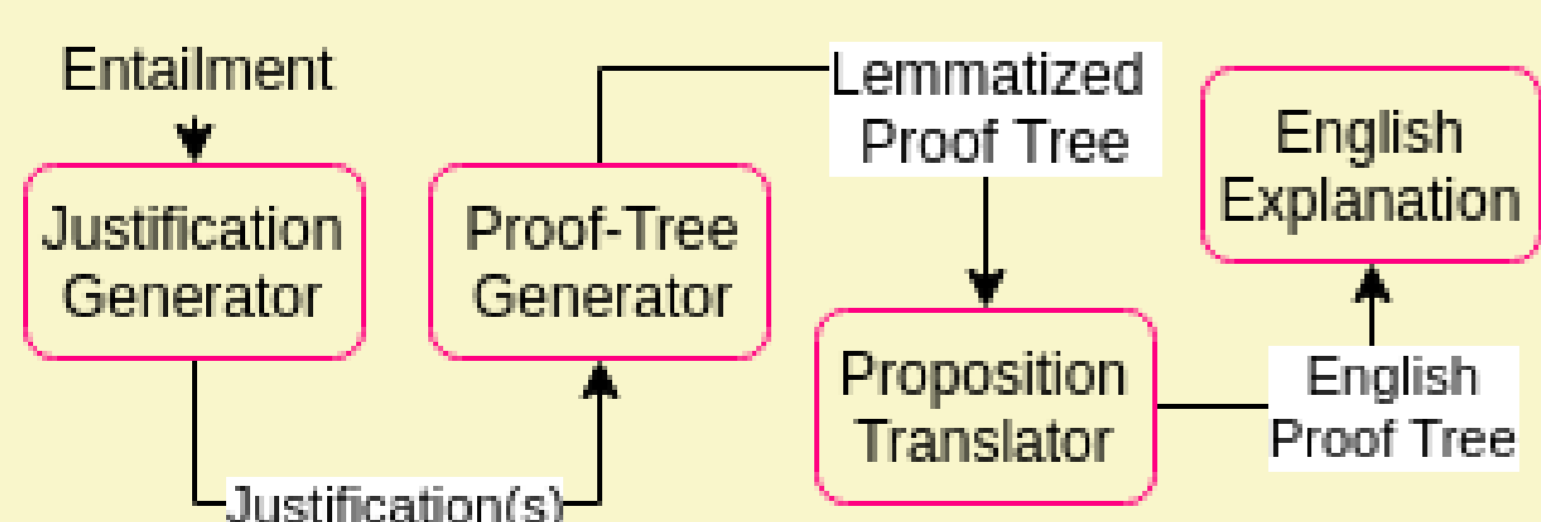 Entailment
Justification
Generator
Justification(s)
Proof-Tree
Generator
Lemmatized
Proof Tree
Proposition
Translator
English
Proof Tree
English
Explanation